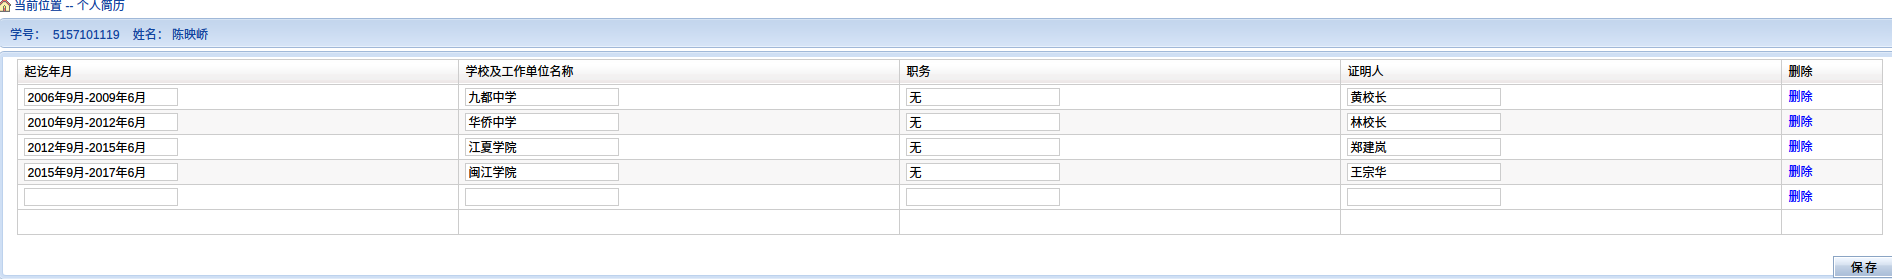 当前位置 -- 个人简历
学号： 5157101119 姓名： 陈映峤
起讫年月 学校及工作单位名称 职务 证明人 删除
2006年9月-2009年6月 九都中学 无 黄校长 删除
2010年9月-2012年6月 华侨中学 无 林校长 删除
2012年9月-2015年6月 江夏学院 无 郑建岚 删除
2015年9月-2017年6月 闽江学院 无 王宗华 删除
删除
保存